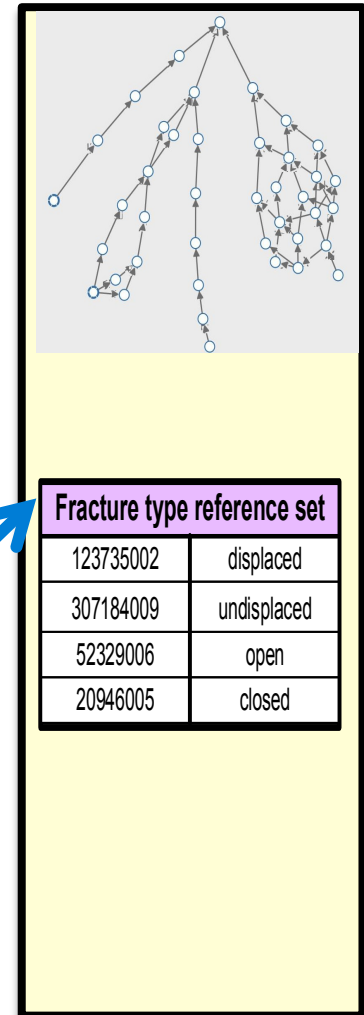 Fracture type reference set
123735002 displaced
307184009 undisplaced
52329006 open
20946005 closed